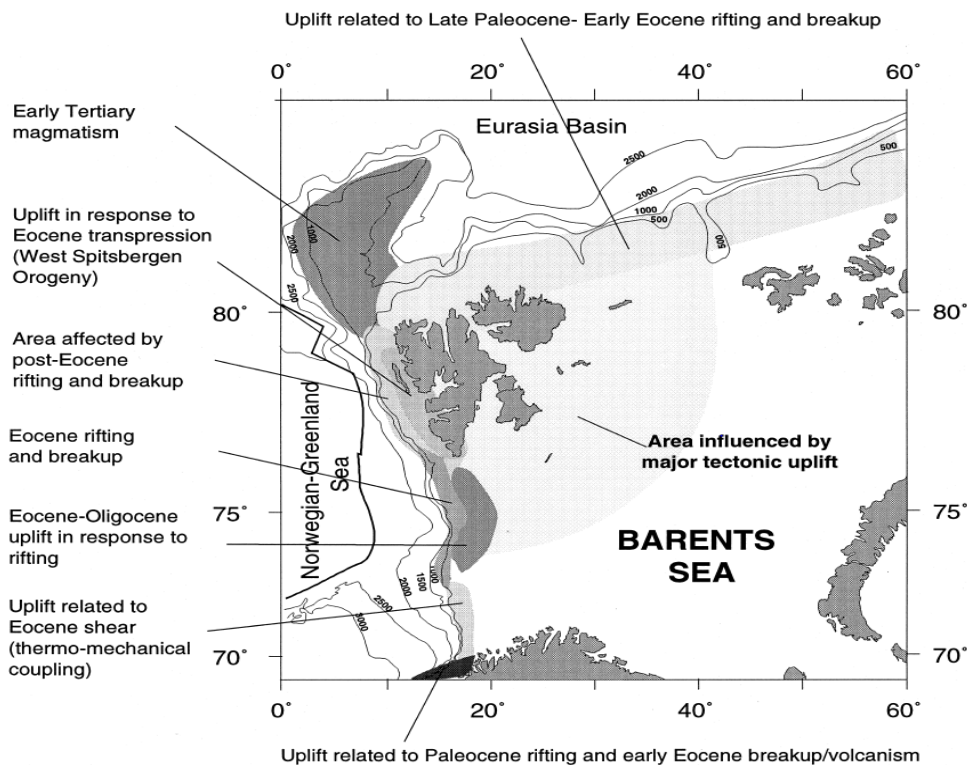 Uplift related to Late Paleocene- Early Eocene rifting and breakup
0° 20° 40° 60°
Early Tertiary
magmatism
Eurasia Basin
2500
500
2000
1000
500
500
1000
2000
2500
Uplift in response to
Eocene transpression
(West Spitsbergen
Orogeny)
80° 80°
Area affected by
post-Eocene
rifting and breakup
Norwegian-Greenland
Sea
Area influenced by
major tectonic uplift
Eocene rifting
and breakup
75° 75°
Eocene-Oligocene
uplift in response to
rifting
BARENTS
SEA
1500
2000
2500
3000
Uplift related to
Eocene shear
(thermo-mechanical
coupling)
70° 70°
0° 20° 40° 60°
Uplift related to Paleocene rifting and early Eocene breakup/volcanism